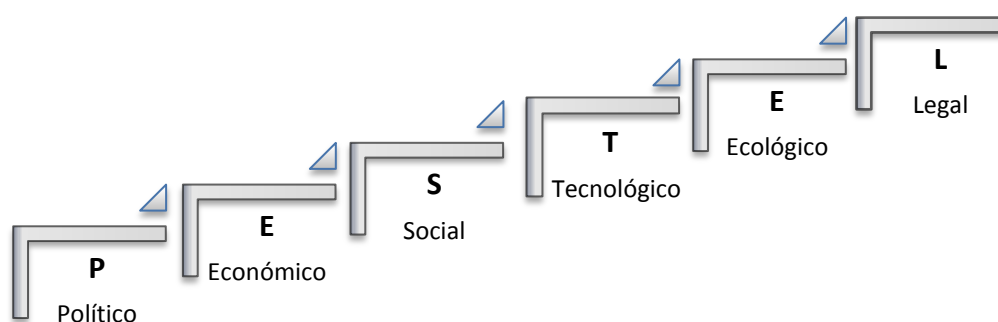 P
Político
E
Económico
S
Social
T
Tecnológico
E
Ecológico
L
Legal